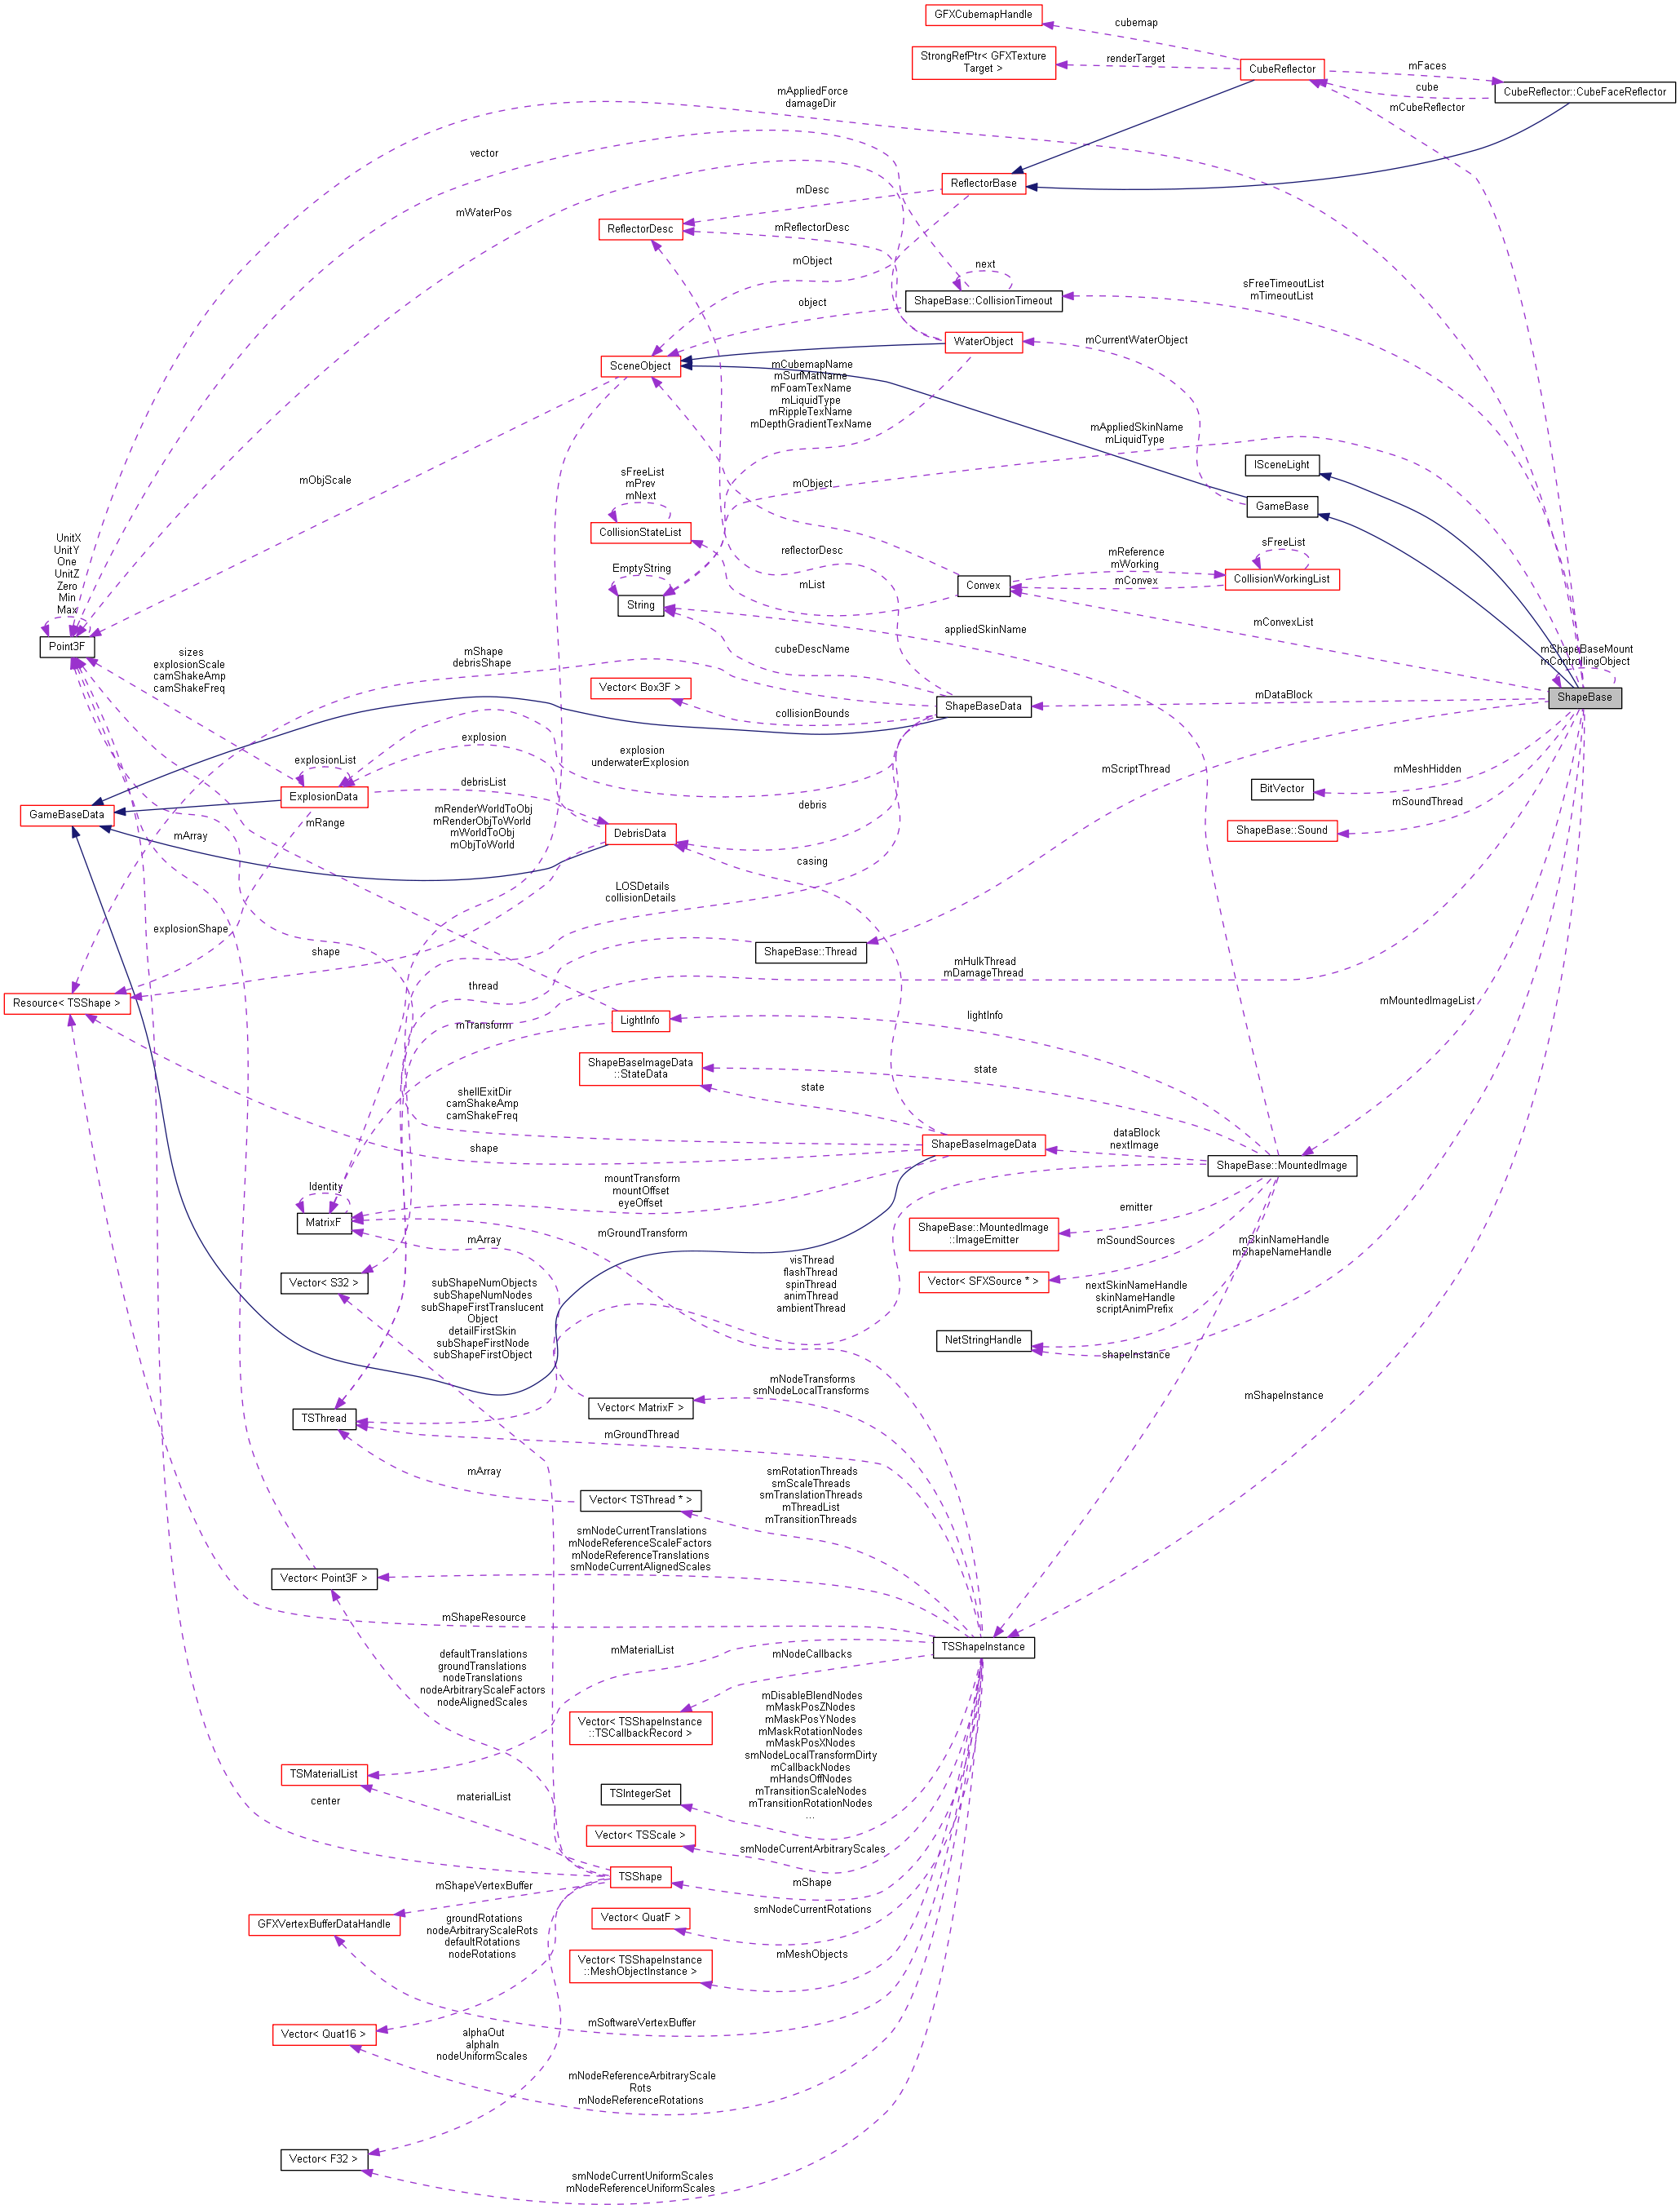 GFXCubemapHandle
cubemap
StrongRefPtr< GFXTexture
Target >
renderTarget
CubeReflector
mFaces
cube
CubeReflector::CubeFaceReflector
mCubeReflector
mAppliedForce
damageDir
vector
ReflectorBase
mDesc
mWaterPos
ReflectorDesc
mReflectorDesc
mObject
next
sFreeTimeoutList
mTimeoutList
object
ShapeBase::CollisionTimeout
WaterObject
mCurrentWaterObject
SceneObject
mCubemapName
mSurfMatName
mFoamTexName
mLiquidType
mRippleTexName
mDepthGradientTexName
mAppliedSkinName
mLiquidType
ISceneLight
mObjScale
sFreeList
mPrev
mNext
mObject
GameBase
CollisionStateList
UnitX
UnitY
One
UnitZ
Zero
Min
Max
sFreeList
reflectorDesc
mReference
mWorking
EmptyString
mList
Convex
mConvex
CollisionWorkingList
String
mConvexList
appliedSkinName
Point3F
sizes
explosionScale
camShakeAmp
camShakeFreq
mShape
debrisShape
cubeDescName
mShapeBaseMount
mControllingObject
Vector< Box3F >
collisionBounds
ShapeBaseData
mDataBlock
ShapeBase
explosion
explosion
underwaterExplosion
explosionList
debrisList
mScriptThread
mMeshHidden
BitVector
ExplosionData
debris
mSoundThread
GameBaseData
mArray
mRange
mRenderWorldToObj
mRenderObjToWorld
mWorldToObj
mObjToWorld
DebrisData
ShapeBase::Sound
casing
LOSDetails
collisionDetails
explosionShape
shape
ShapeBase::Thread
mHulkThread
mDamageThread
thread
Resource< TSShape >
mTransform
LightInfo
lightInfo
mMountedImageList
ShapeBaseImageData
::StateData
state
state
shellExitDir
camShakeAmp
camShakeFreq
shape
ShapeBaseImageData
dataBlock
nextImage
ShapeBase::MountedImage
Identity
mountTransform
mountOffset
eyeOffset
MatrixF
mArray
mGroundTransform
emitter
ShapeBase::MountedImage
::ImageEmitter
mSoundSources
mSkinNameHandle
mShapeNameHandle
Vector< S32 >
visThread
flashThread
spinThread
animThread
ambientThread
Vector< SFXSource * >
nextSkinNameHandle
skinNameHandle
scriptAnimPrefix
subShapeNumObjects
subShapeNumNodes
subShapeFirstTranslucent
Object
detailFirstSkin
subShapeFirstNode
subShapeFirstObject
NetStringHandle
shapeInstance
mNodeTransforms
smNodeLocalTransforms
mShapeInstance
Vector< MatrixF >
TSThread
mGroundThread
mArray
smRotationThreads
smScaleThreads
smTranslationThreads
mThreadList
mTransitionThreads
Vector< TSThread * >
smNodeCurrentTranslations
mNodeReferenceScaleFactors
mNodeReferenceTranslations
smNodeCurrentAlignedScales
Vector< Point3F >
mShapeResource
TSShapeInstance
defaultTranslations
groundTranslations
nodeTranslations
nodeArbitraryScaleFactors
nodeAlignedScales
mMaterialList
mNodeCallbacks
Vector< TSShapeInstance
::TSCallbackRecord >
mDisableBlendNodes
mMaskPosZNodes
mMaskPosYNodes
mMaskRotationNodes
mMaskPosXNodes
smNodeLocalTransformDirty
mCallbackNodes
mHandsOffNodes
mTransitionScaleNodes
mTransitionRotationNodes
...
TSMaterialList
center
materialList
TSIntegerSet
Vector< TSScale >
smNodeCurrentArbitraryScales
TSShape
mShape
mShapeVertexBuffer
smNodeCurrentRotations
GFXVertexBufferDataHandle
groundRotations
nodeArbitraryScaleRots
defaultRotations
nodeRotations
Vector< QuatF >
mMeshObjects
Vector< TSShapeInstance
::MeshObjectInstance >
mSoftwareVertexBuffer
Vector< Quat16 >
alphaOut
alphaIn
nodeUniformScales
mNodeReferenceArbitraryScale
Rots
mNodeReferenceRotations
Vector< F32 >
smNodeCurrentUniformScales
mNodeReferenceUniformScales